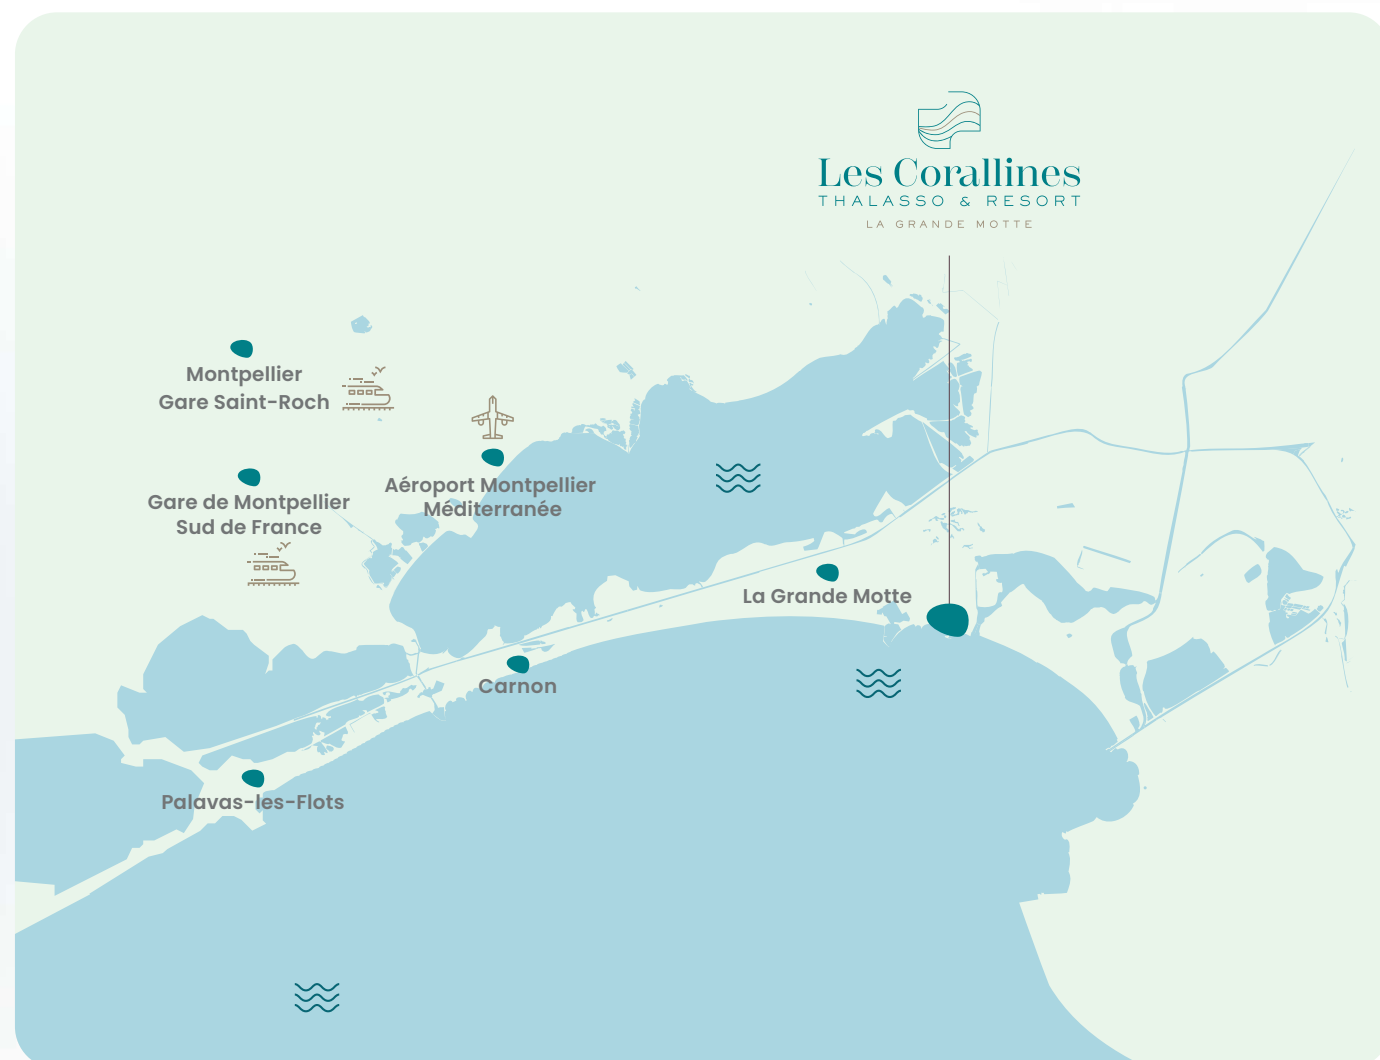 Les Corallines
THALASSO & RESORT
LA GRANDE MOTTE
Montpellier
Gare Saint-Roch
Aéroport Montpellier
Méditerranée
Gare de Montpellier
Sud de France
La Grande Motte
Carnon
Palavas-les-Flots